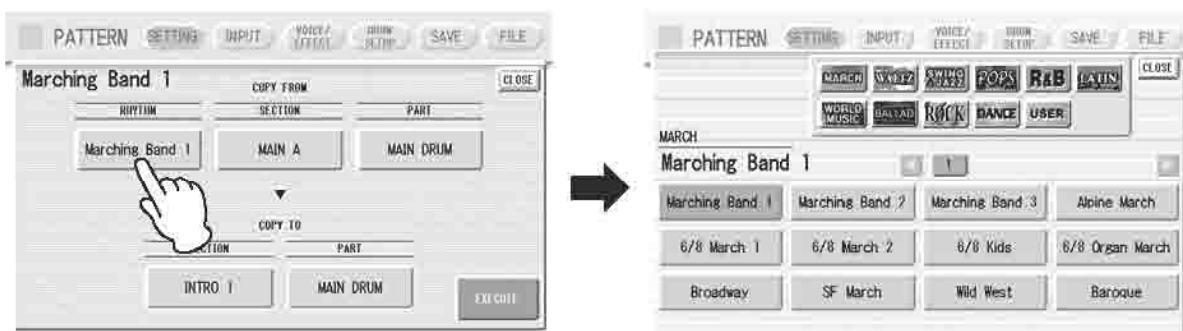 PATTERN SETTING INPUT VOICE/EFFECT DRUM SETUP SAVE FILE
Marching Band 1
CLOSE
COPY FROM
RHYTHM SECTION PART
Marching Band 1 MAIN A MAIN DRUM
▼
COPY TO
PART
INTRO 1 MAIN DRUM
EXECUTE
PATTERN SETTING INPUT VOICE/EFFECT DRUM SETUP SAVE FILE
CLOSE
MARCH WALTZ SWING & JAZZ POPS R&B LATIN
WORLD MUSIC BALLAD ROCK DANCE USER
MARCH
Marching Band 1
1
Marching Band 1 Marching Band 2 Marching Band 3 Alpine March
6/8 March 1 6/8 March 2 6/8 Kids 6/8 Organ March
Broadway SF March Wild West Baroque